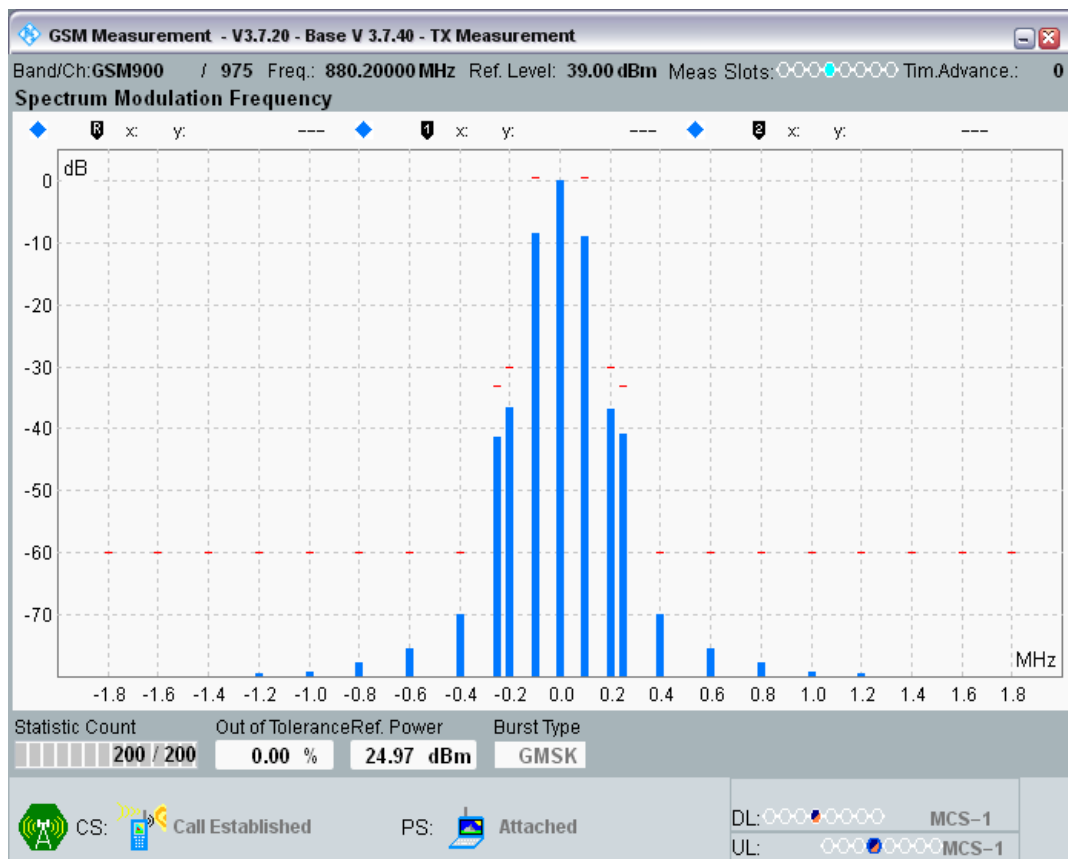 GSM Measurement - V3.7.20 - Base V 3.7.40 - TX Measurement
Band/Ch:GSM900 / 975 Freq.: 880.20000 MHz Ref. Level: 39.00 dBm Meas Slots: Tim.Advance.: 0
Spectrum Modulation Frequency
R x: y: --- 1 x: y: --- 2 x: y: ---
dB
0
-10
-20
-30
-40
-50
-60
-70
MHz
-1.8 -1.6 -1.4 -1.2 -1.0 -0.8 -0.6 -0.4 -0.2 0.0 0.2 0.4 0.6 0.8 1.0 1.2 1.4 1.6 1.8
Statistic Count Out of Tolerance Ref. Power Burst Type
200 / 200 0.00 % 24.97 dBm GMSK
CS: Call Established PS: Attached
DL: MCS-1
UL: MCS-1